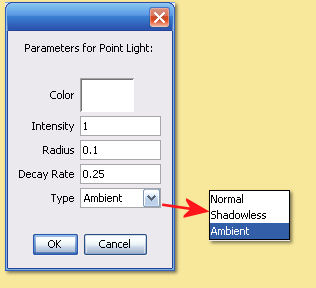 Parameters for Point Light:
Color
Intensity 1
Radius 0.1
Decay Rate 0.25
Type Ambient
Normal
Shadowless
Ambient
OK Cancel